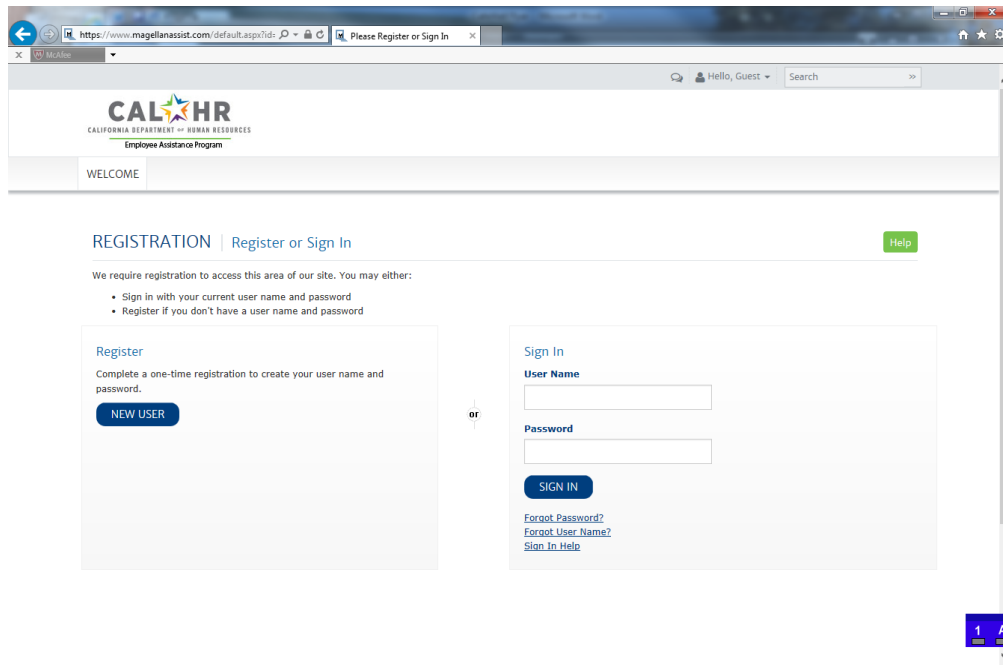 https://www.magellanassist.com/default.aspx?id=
Please Register or Sign In
x
X McAfee
Hello, Guest
Search »
CAL HR
CALIFORNIA DEPARTMENT OF HUMAN RESOURCES
Employee Assistance Program
WELCOME
REGISTRATION | Register or Sign In
Help
We require registration to access this area of our site. You may either:
• Sign in with your current user name and password
• Register if you don't have a user name and password
Register
Complete a one-time registration to create your user name and
password.
NEW USER
or
Sign In
User Name
Password
SIGN IN
Forgot Password?
Forgot User Name?
Sign In Help
1 A